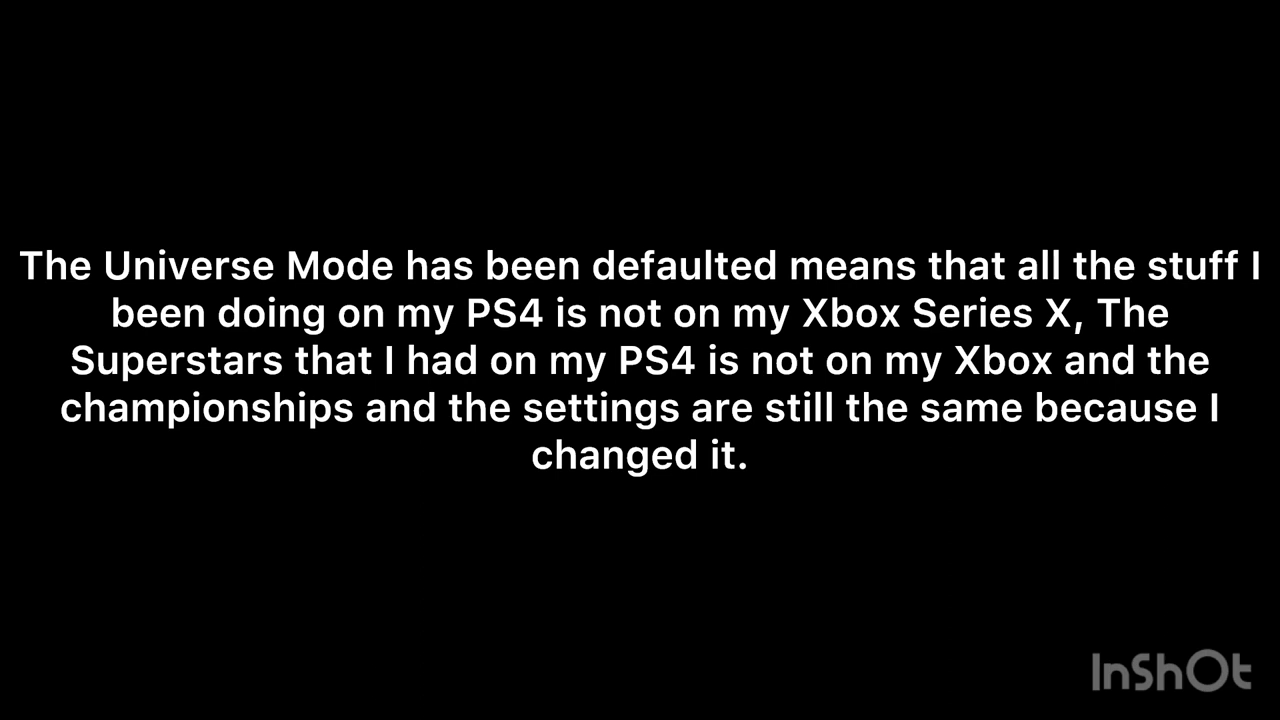 The Universe Mode has been defaulted means that all the stuff I
been doing on my PS4 is not on my Xbox Series X, The
Superstars that I had on my PS4 is not on my Xbox and the
championships and the settings are still the same because I
changed it.
InShOt